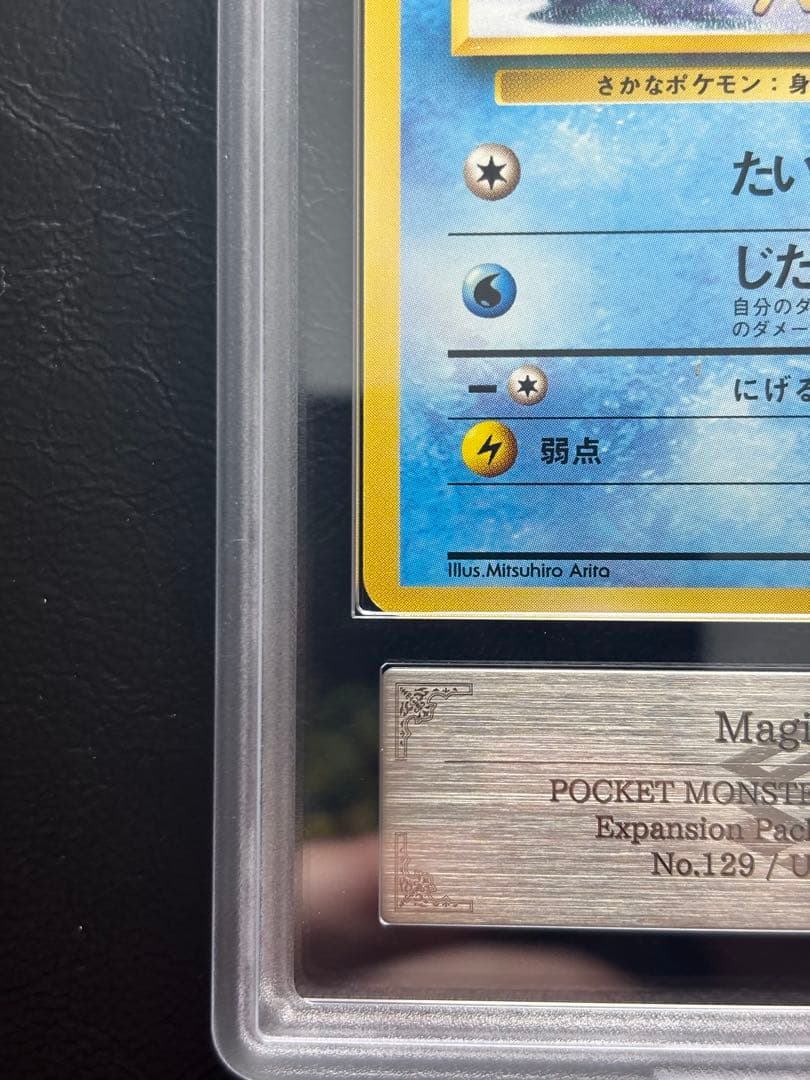 さかなポケモン：身
たい
じた
自分のダ
のダメー
にげる
弱点
Illus.Mitsuhiro Arita
Magi
POCKET MONSTE
Expansion Pack
No.129 / U